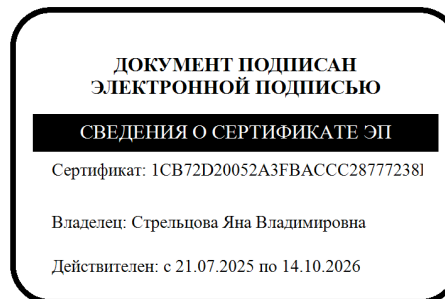 ДОКУМЕНТ ПОДПИСАН
ЭЛЕКТРОННОЙ ПОДПИСЬЮ
СВЕДЕНИЯ О СЕРТИФИКАТЕ ЭП
Сертификат: 1CB72D20052A3FBACCC28777238
Владелец: Стрельцова Яна Владимировна
Действителен: с 21.07.2025 по 14.10.2026